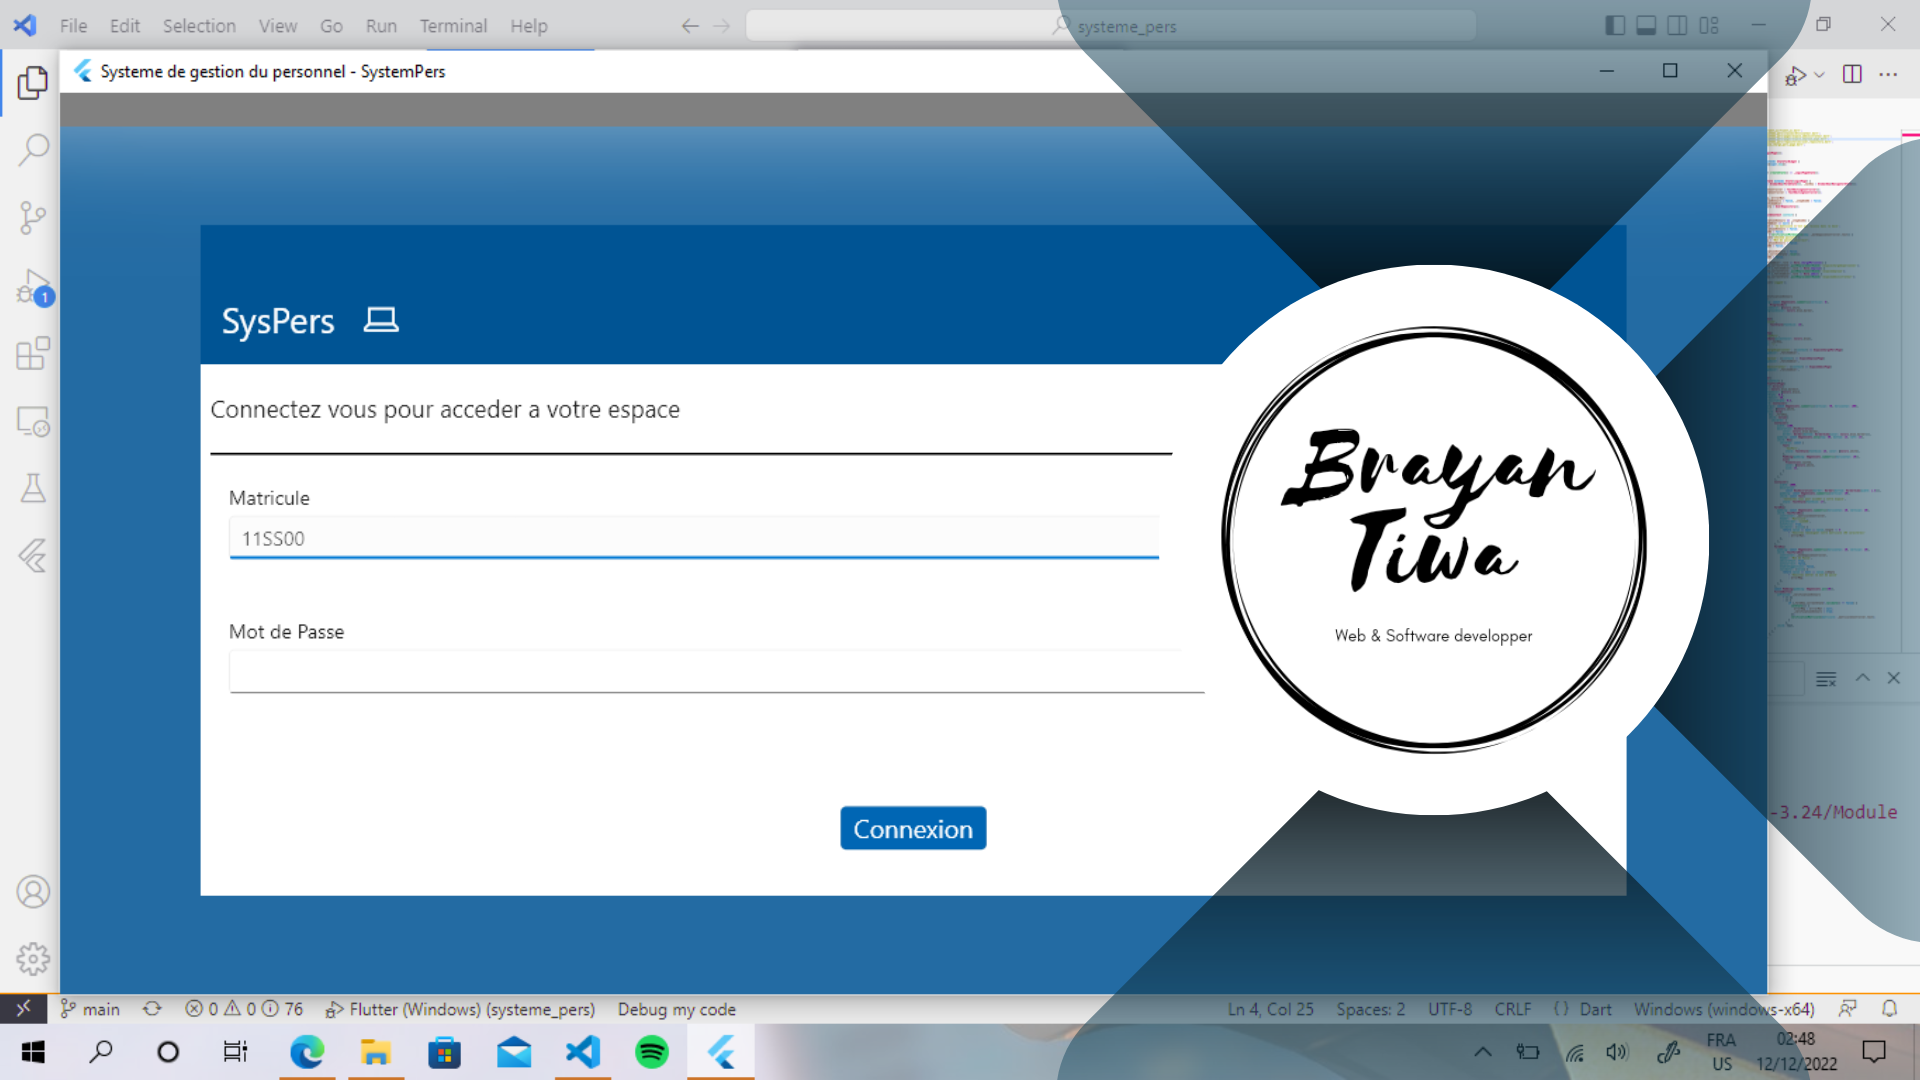 File Edit Selection View Go Run Terminal Help
systeme_pers
Systeme de gestion du personnel - SystemPers
SysPers
Connectez vous pour acceder a votre espace
Matricule
11SS00
Mot de Passe
Connexion
Brayan
Tiwa
Web & Software developper
1
-3.24/Module
main
0 0 76
Flutter (Windows) (systeme_pers)
Debug my code
Ln 4, Col 25
Spaces: 2
UTF-8
CRLF
{} Dart
Windows (windows-x64)
FRA
US
02:48
12/12/2022